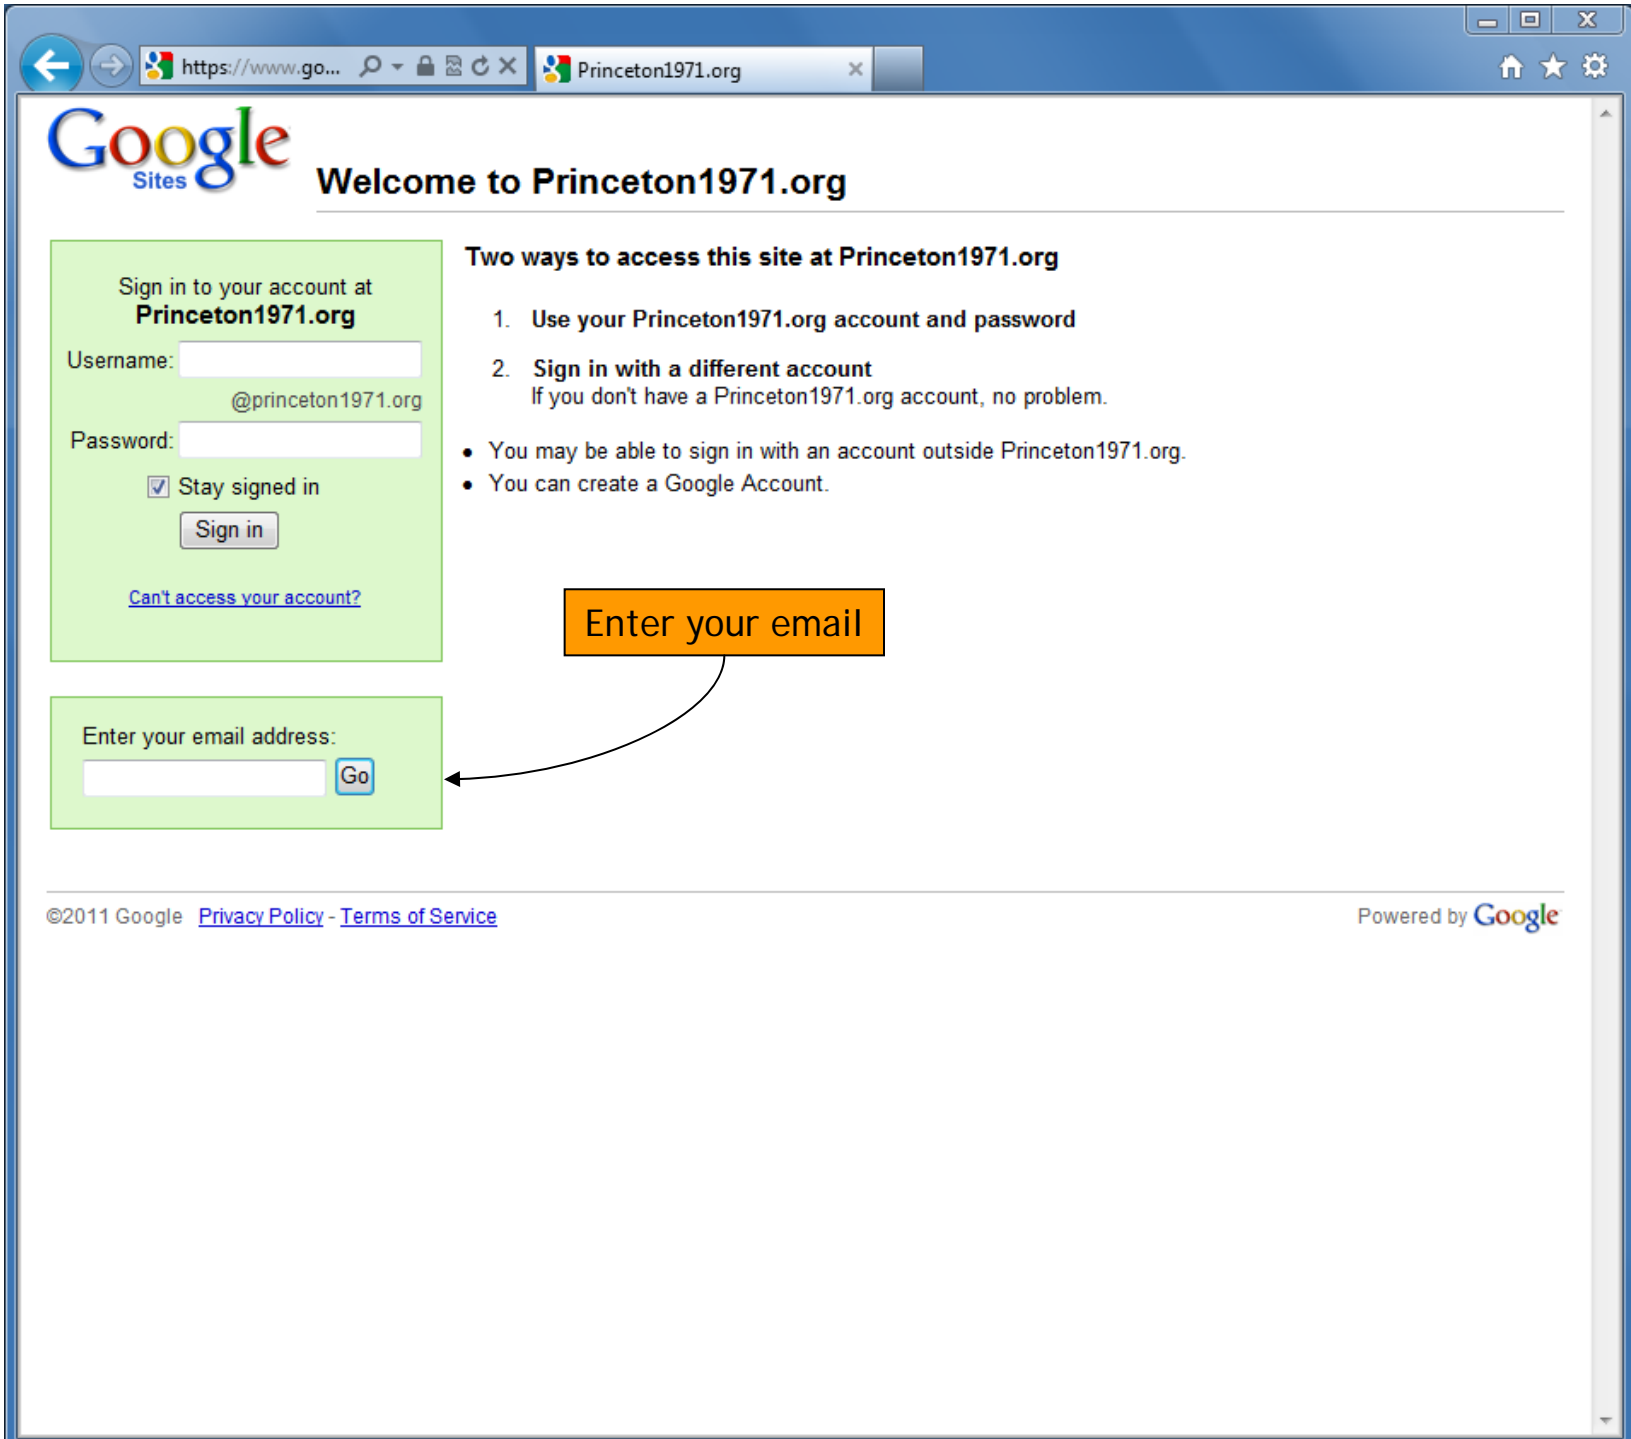 https://www.go...
Princeton1971.org
Google
Sites
Welcome to Princeton1971.org
Sign in to your account at
Princeton1971.org
Username:
@princeton1971.org
Password:
Stay signed in
Sign in
Can't access your account?
Two ways to access this site at Princeton1971.org
1. Use your Princeton1971.org account and password
2. Sign in with a different account
If you don't have a Princeton1971.org account, no problem.
• You may be able to sign in with an account outside Princeton1971.org.
• You can create a Google Account.
Enter your email
Enter your email address:
Go
©2011 Google Privacy Policy - Terms of Service
Powered by Google